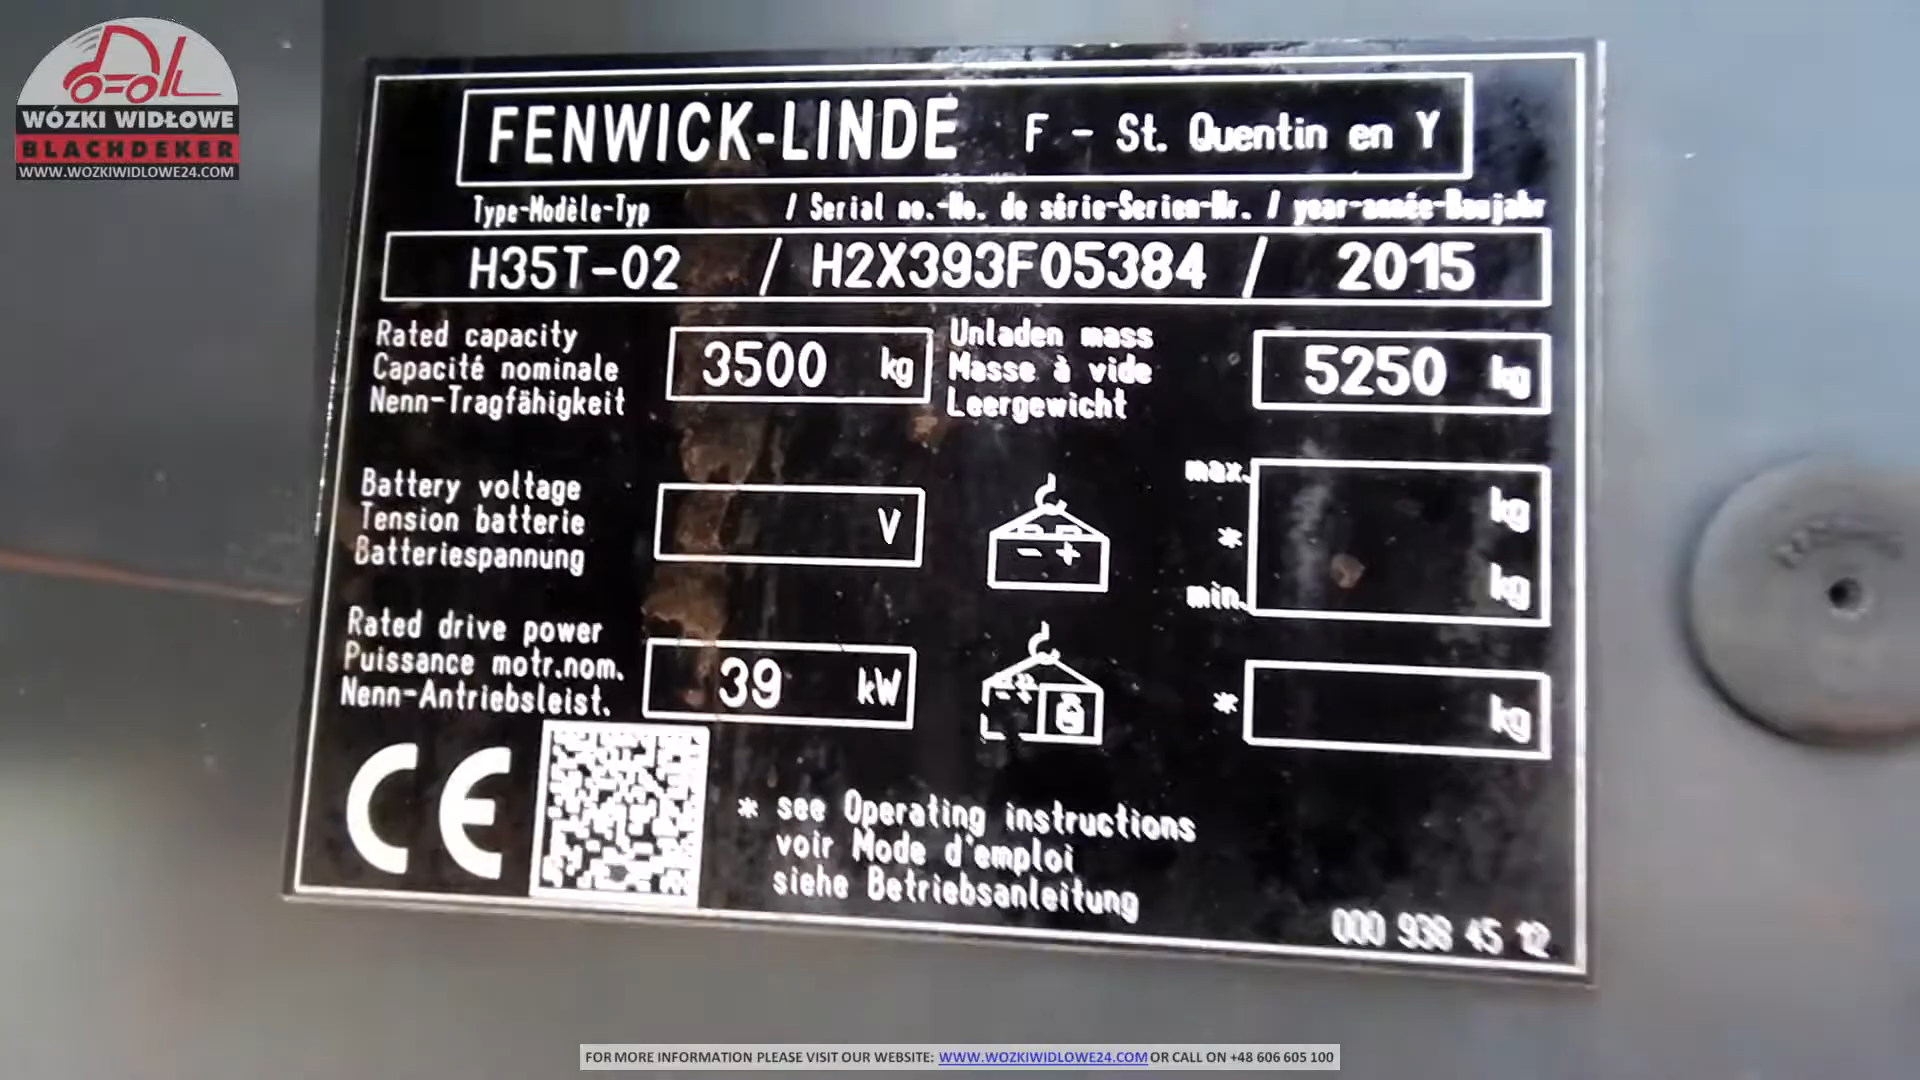 WÓZKI WIDŁOWE
BLACHDEKER
WWW.WOZKIWIDLOWE24.COM
FENWICK-LINDE F - St. Quentin en Y
Type-Modèle-Typ / Serial no.-No. de série-Serien-Nr. / year-année-Baujahr
H35T-02 / H2X393F05384 / 2015
Rated capacity
Capacité nominale
Nenn-Tragfähigkeit
3500 kg
Unladen mass
Masse à vide
Leergewicht
5250 kg
Battery voltage
Tension batterie
Batteriespannung
V
- +
max. kg
*
min. kg
Rated drive power
Puissance motr.nom.
Nenn-Antriebsleist.
39 kW
* kg
CE
* see Operating instructions
voir Mode d'emploi
siehe Betriebsanleitung
000 938 45 12
FOR MORE INFORMATION PLEASE VISIT OUR WEBSITE: WWW.WOZKIWIDLOWE24.COM OR CALL ON +48 606 605 100